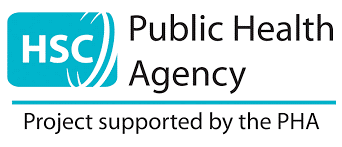 HSC
Public Health
Agency
Project supported by the PHA